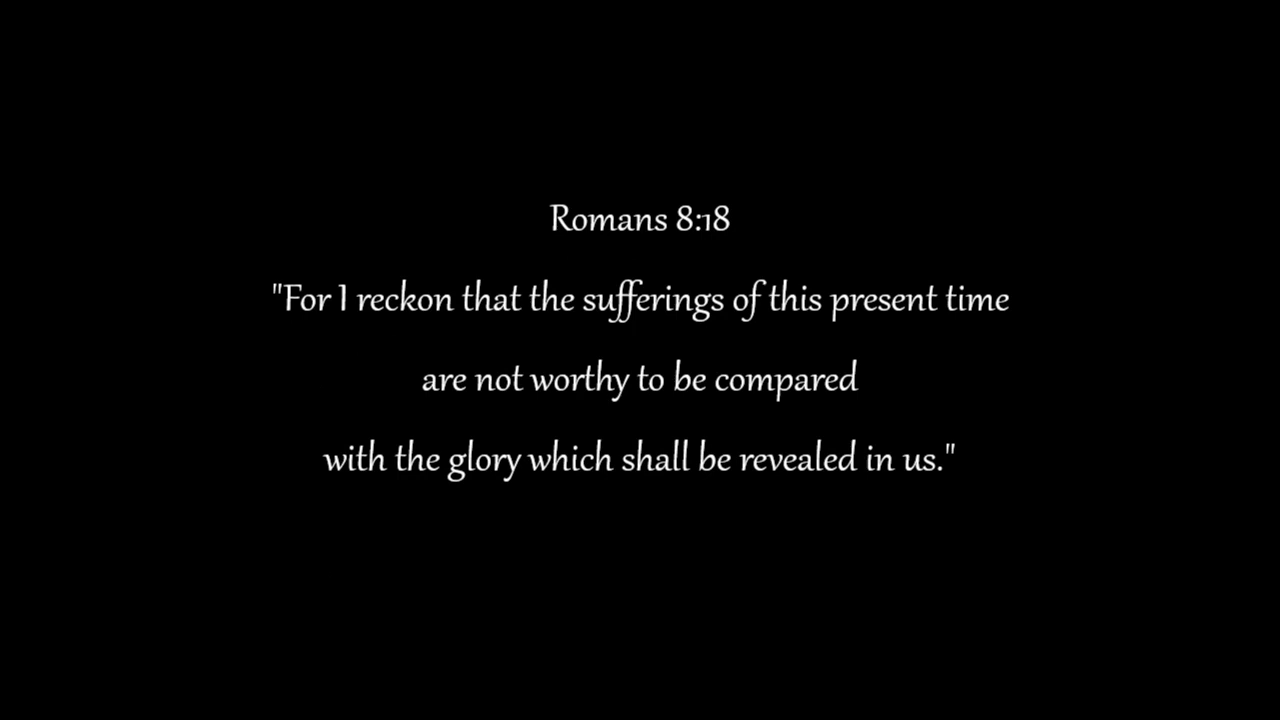 Romans 8:18
"For I reckon that the sufferings of this present time
are not worthy to be compared
with the glory which shall be revealed in us."